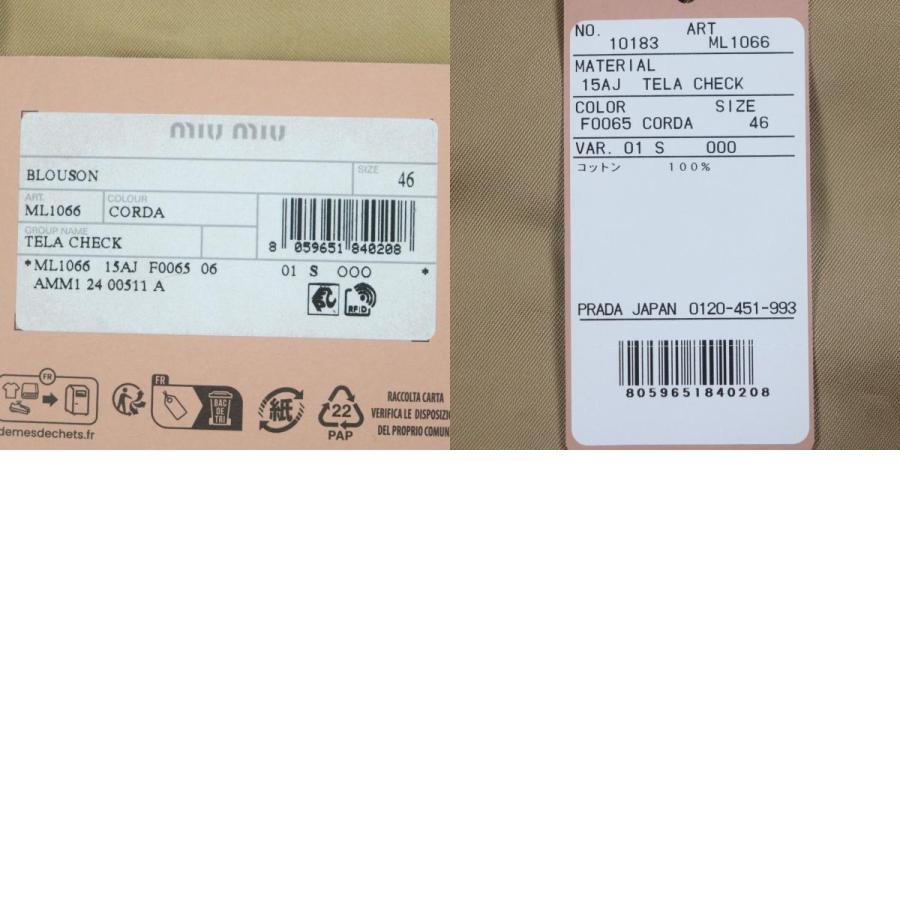 miu miu
BLOUSON
SIZE
46
ART.
ML1066
COLOUR
CORDA
GROUP NAME
TELA CHECK
8 059651 840208
*ML1066 15AJ F0065 06 01 S 000 *
AMM1 24 00511 A
RFID
FR
demesdechets.fr
FR
BAC
DE
TRI
紙
22
PAP
RACCOLTA CARTA
VERIFICA LE DISPOSIZI
DEL PROPRIO COMUN
NO. ART
10183 ML1066
MATERIAL
15AJ TELA CHECK
COLOR SIZE
F0065 CORDA 46
VAR. 01 S 000
コットン 100%
PRADA JAPAN 0120-451-993
8059651840208